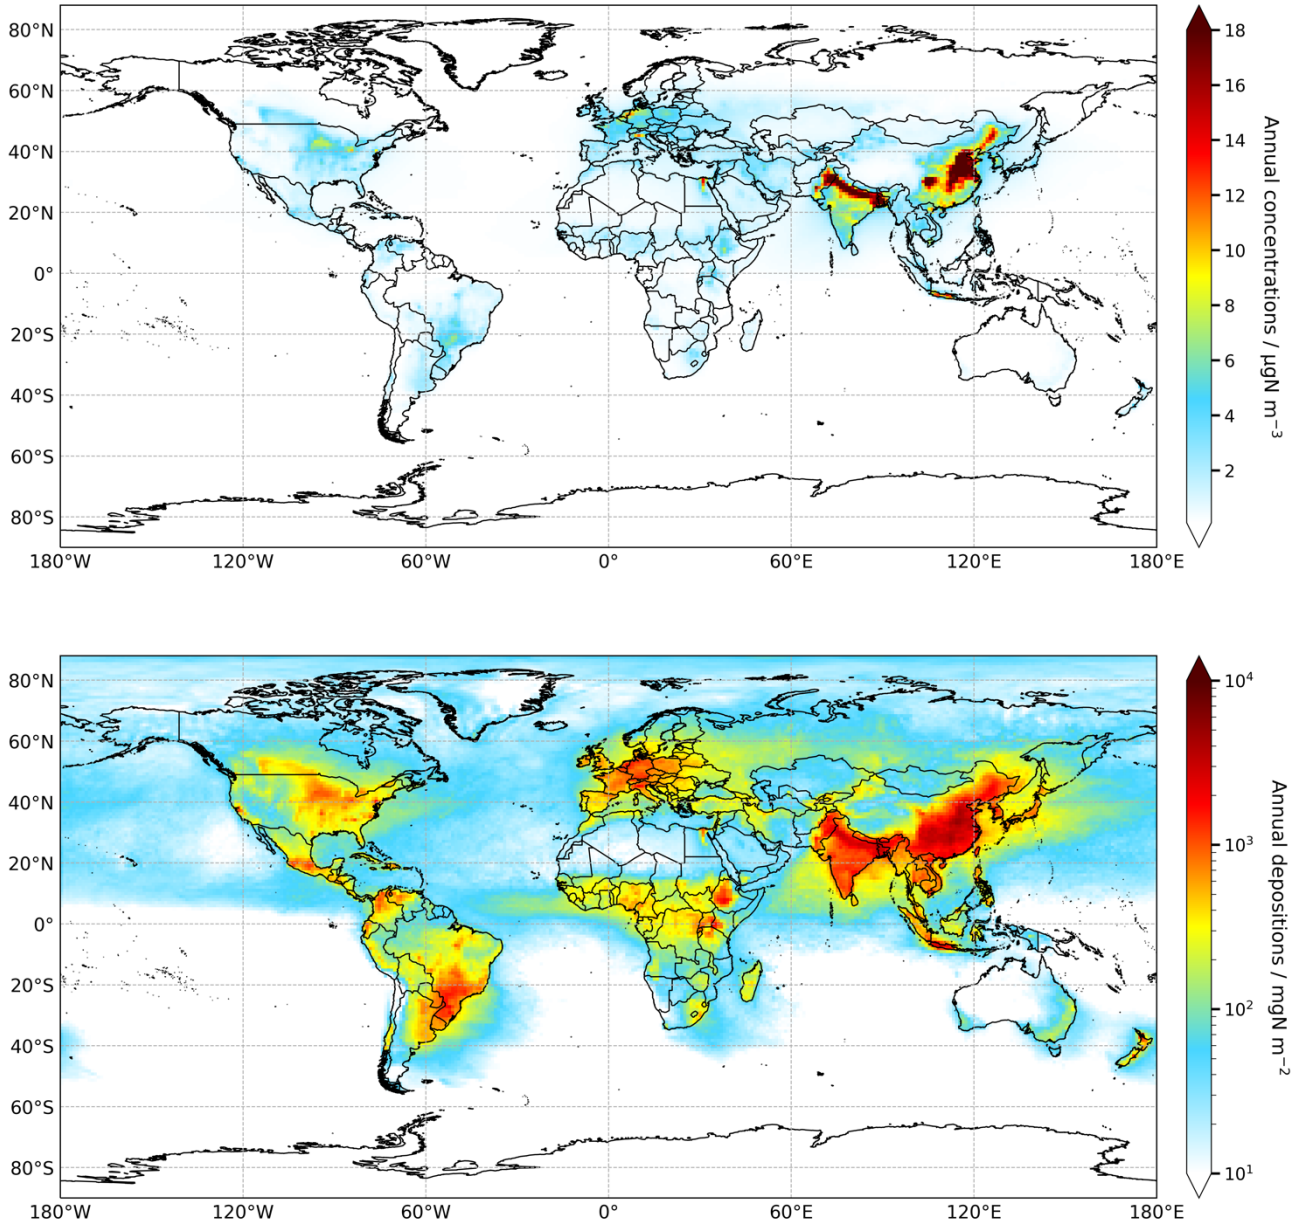 80°N
60°N
40°N
20°N
0°
20°S
40°S
60°S
80°S
180°W 120°W 60°W 0° 60°E 120°E 180°E
18
16
14
12
10
8
6
4
2
Annual concentrations / μgN m⁻³
80°N
60°N
40°N
20°N
0°
20°S
40°S
60°S
80°S
180°W 120°W 60°W 0° 60°E 120°E 180°E
10⁴
10³
10²
10¹
Annual depositions / mgN m⁻²